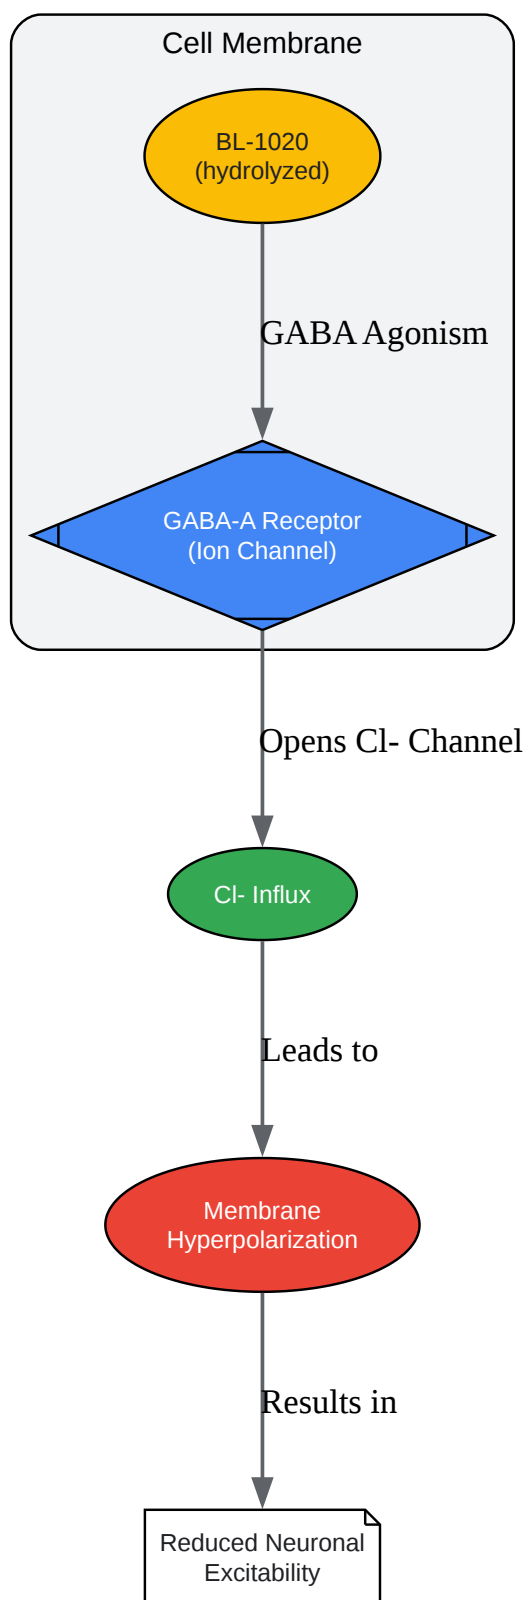 Cell Membrane
BL-1020
(hydrolyzed)
GABA Agonism
GABA-A Receptor
(Ion Channel)
Opens Cl- Channel
Cl- Influx
Leads to
Membrane
Hyperpolarization
Results in
Reduced Neuronal
Excitability